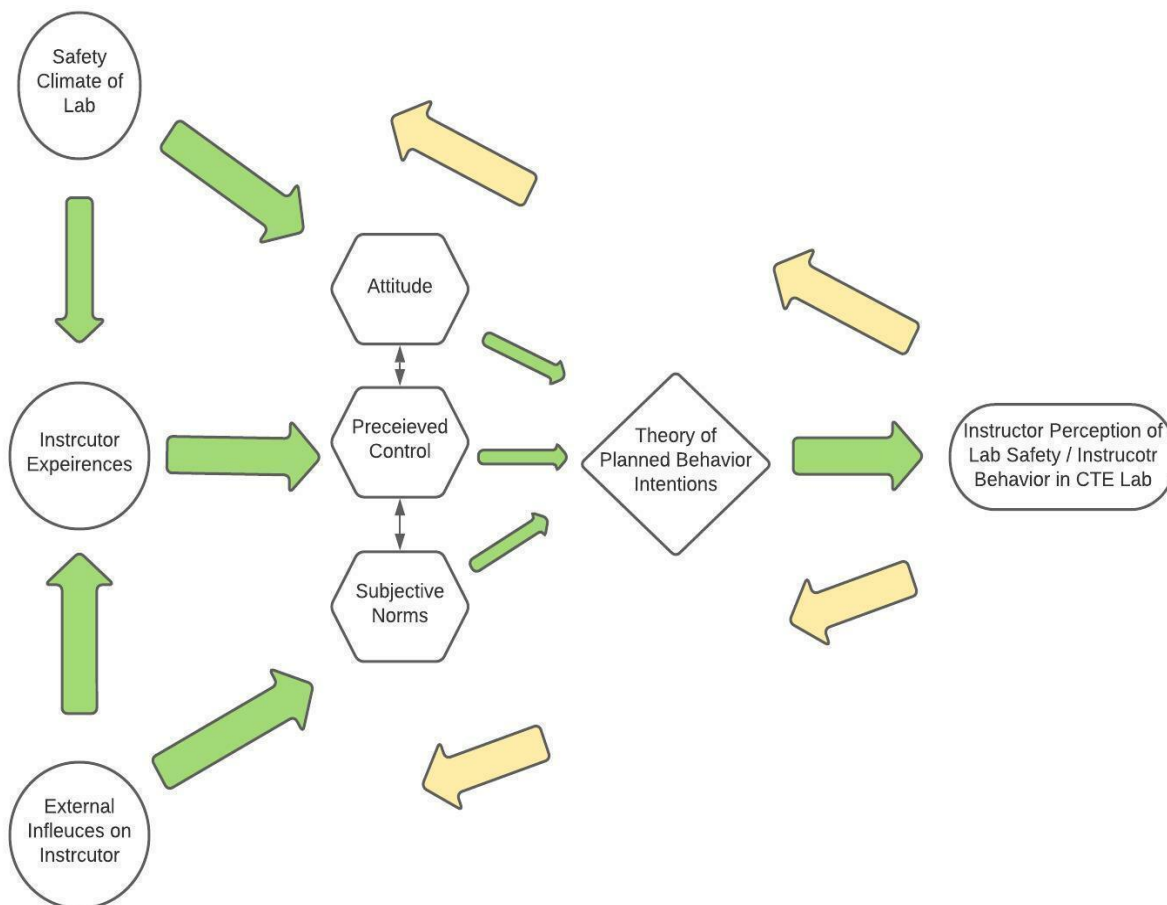 Safety
Climate of
Lab
Attitude
Instrcutor
Expeirences
Preceieved
Control
Theory of
Planned Behavior
Intentions
Instructor Perception of
Lab Safety / Instrucotr
Behavior in CTE Lab
Subjective
Norms
External
Infleuces on
Instrcutor